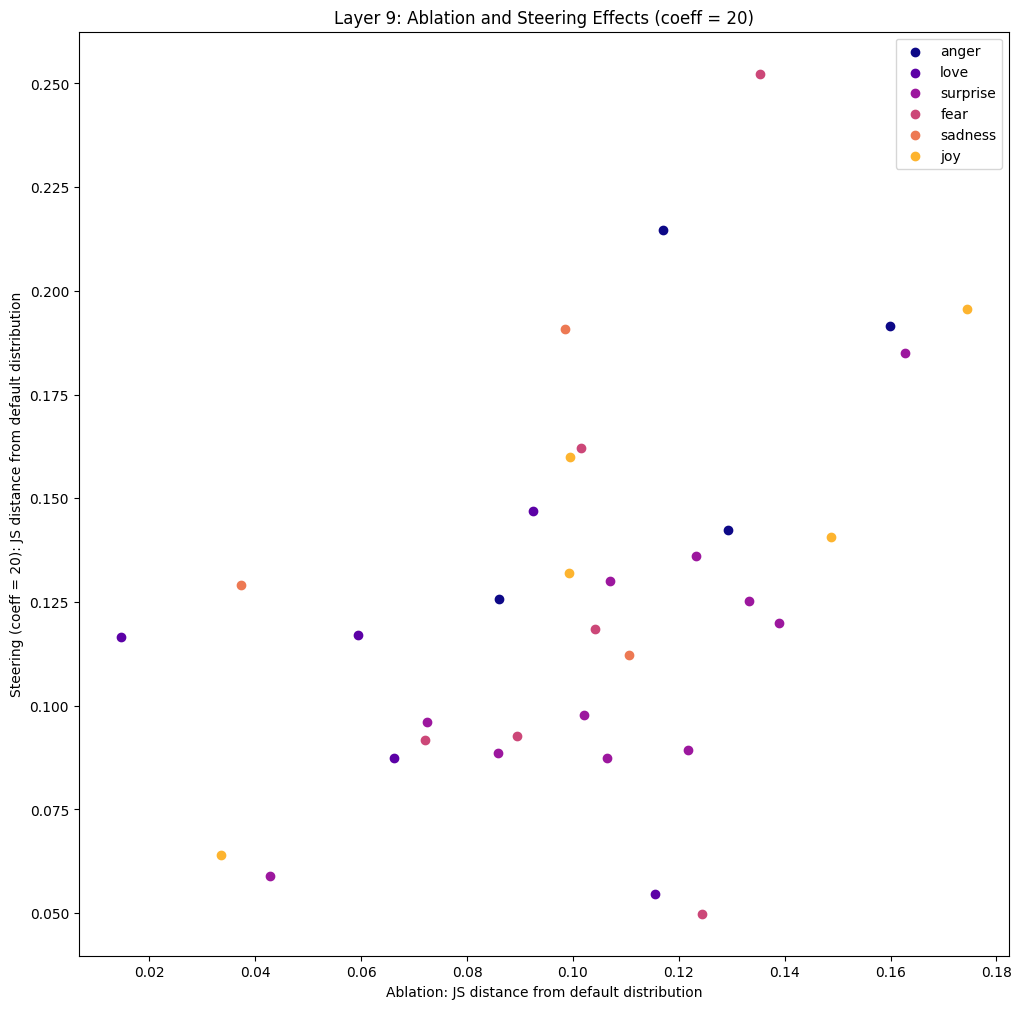 Layer 9: Ablation and Steering Effects (coeff = 20)
anger
love
surprise
fear
sadness
joy
0.250
0.225
0.200
0.175
0.150
0.125
0.100
0.075
0.050
Steering (coeff = 20): JS distance from default distribution
0.02 0.04 0.06 0.08 0.10 0.12 0.14 0.16 0.18
Ablation: JS distance from default distribution